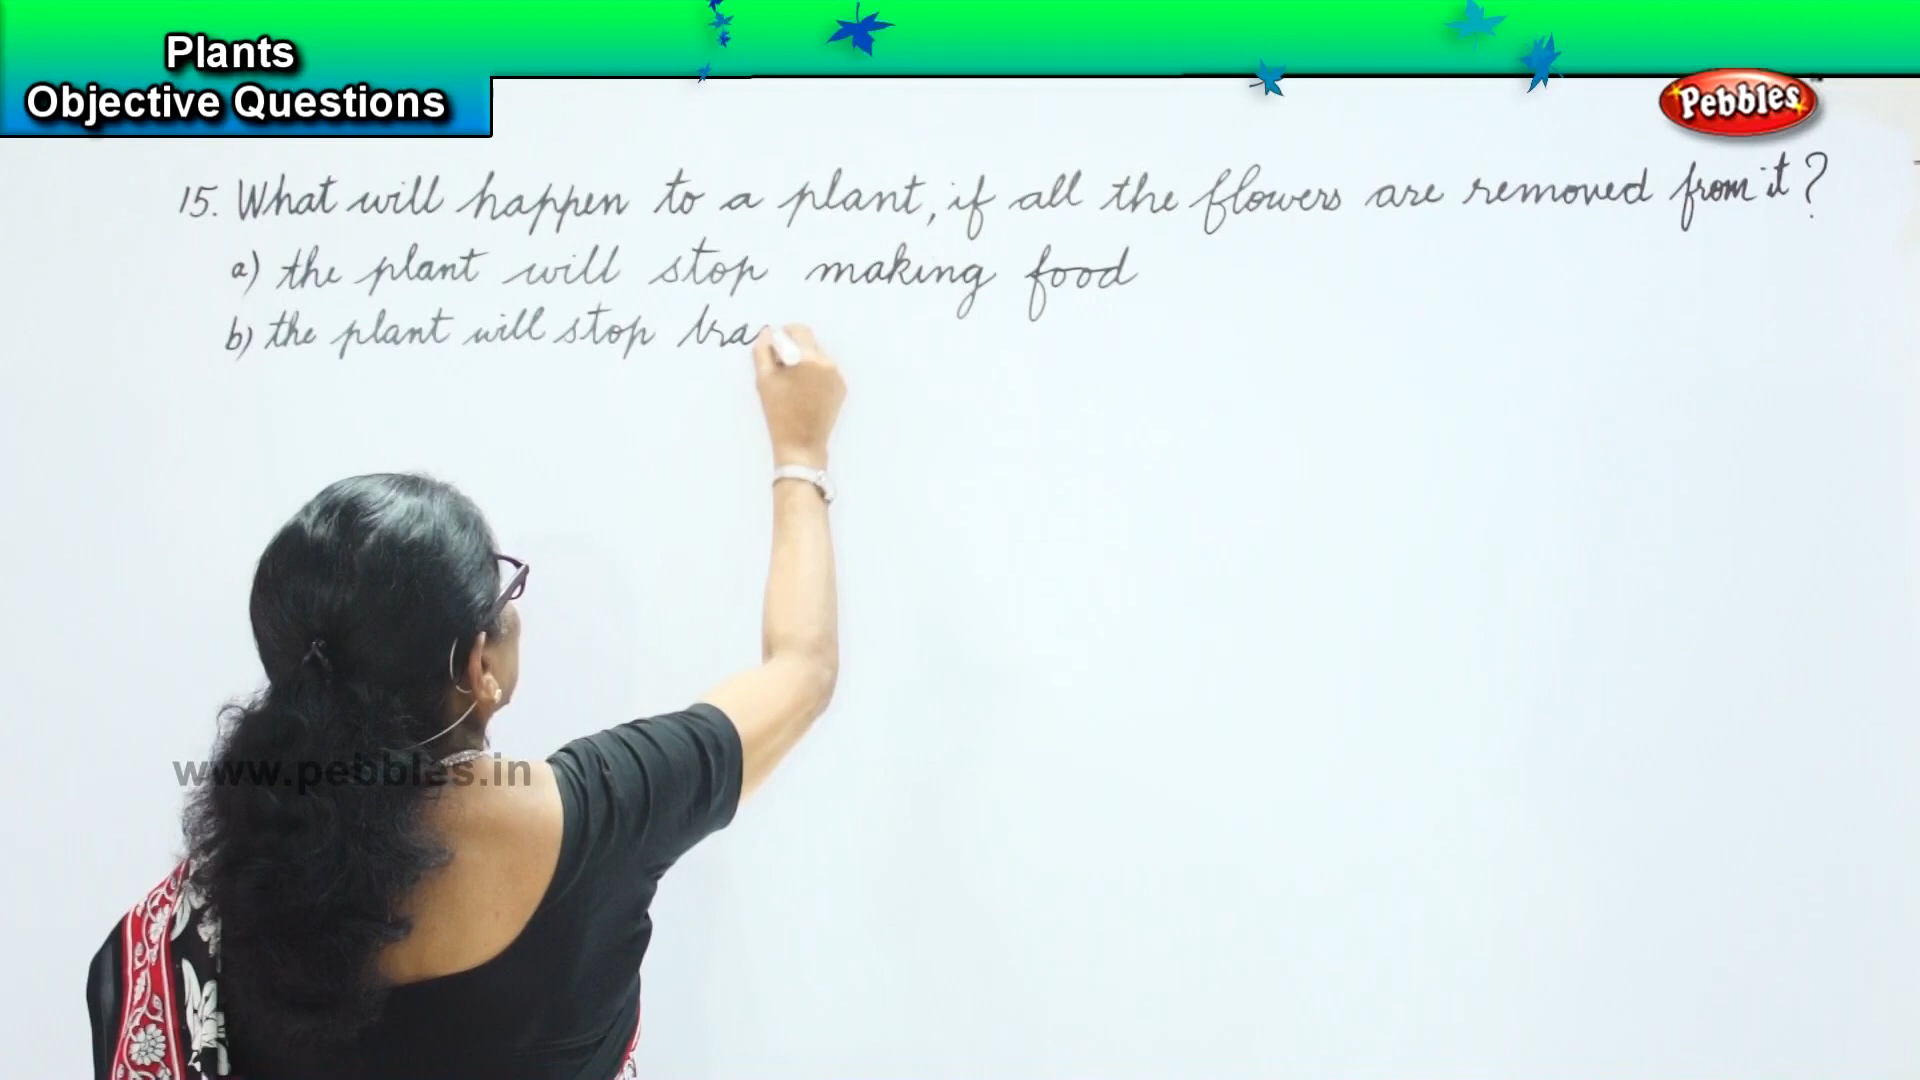 Plants
Objective Questions
Pebbles
15. What will happen to a plant, if all the flowers are removed from it?
a) the plant will stop making food
b) the plant will stop tra
www.pebbles.in